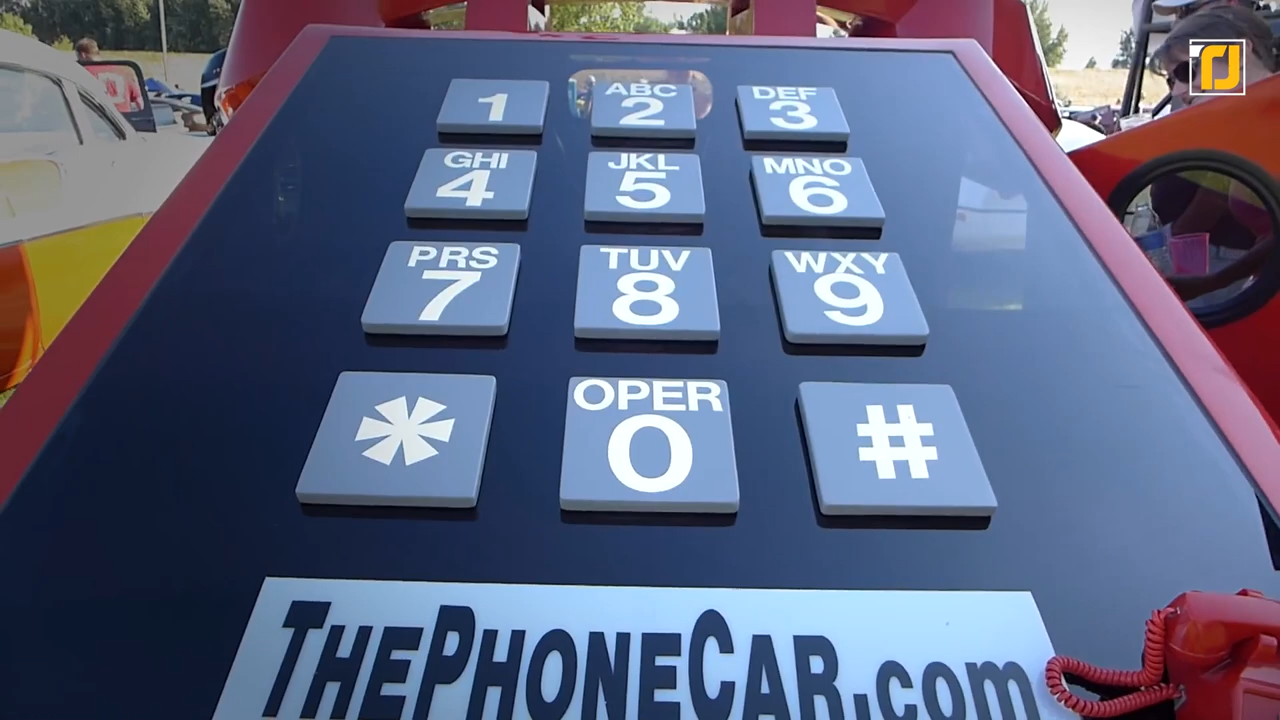 1
ABC
2
DEF
3
GHI
4
JKL
5
MNO
6
PRS
7
TUV
8
WXY
9
*
OPER
0
#
THEPHONECAR.com